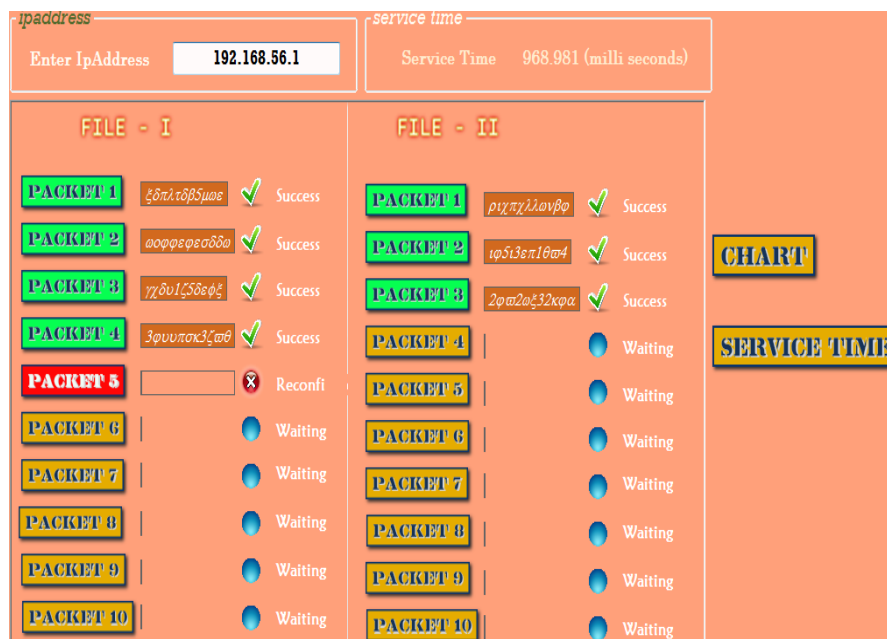 ipaddress
Enter IpAddress 192.168.56.1
service time
Service Time 968.981 (milli seconds)
FILE - I
PACKET 1 ξδπλτδβ5μωε Success
PACKET 2 ωοφφεφεσδδω Success
PACKET 3 γχδυ1ζ5δεφξ Success
PACKET 4 3φυυπσκ3ζϖθ Success
PACKET 5 Reconfi
PACKET 6 Waiting
PACKET 7 Waiting
PACKET 8 Waiting
PACKET 9 Waiting
PACKET 10 Waiting
FILE - II
PACKET 1 ριχπχλλωνβφ Success
PACKET 2 ιφ5ι3επ1θϖ4 Success
PACKET 3 2φϖ2ωξ32κφα Success
PACKET 4 Waiting
PACKET 5 Waiting
PACKET 6 Waiting
PACKET 7 Waiting
PACKET 8 Waiting
PACKET 9 Waiting
PACKET 10 Waiting
CHART
SERVICE TIME